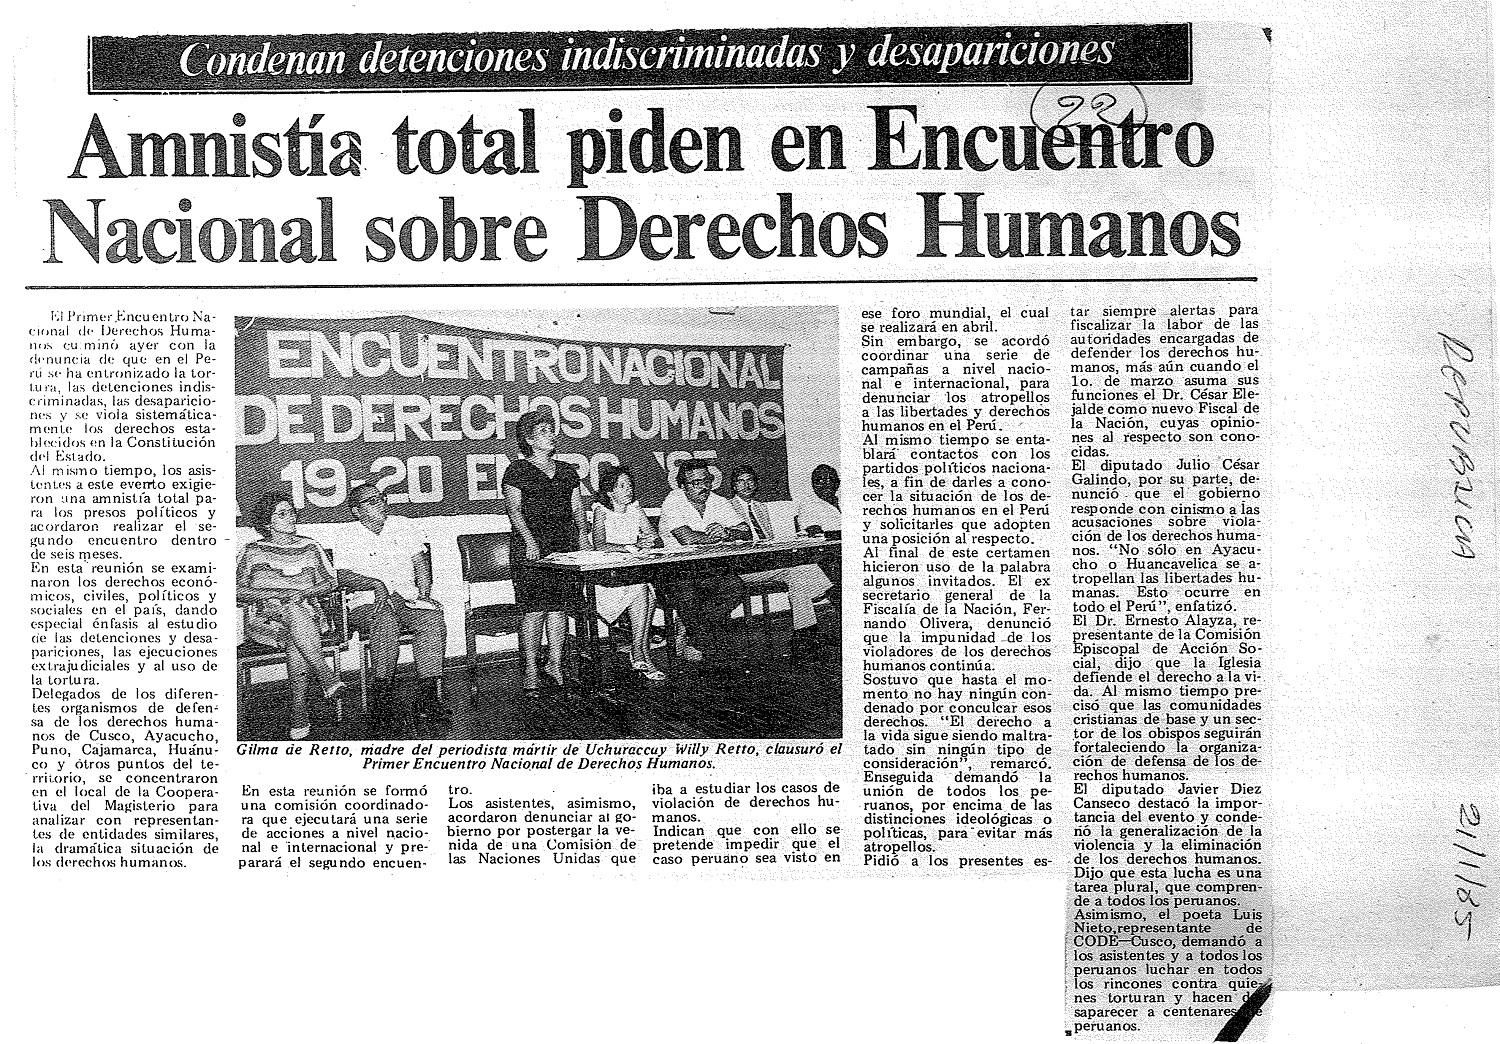 Condenan detenciones indiscriminadas y desapariciones
22
Amnistía total piden en Encuentro
Nacional sobre Derechos Humanos
El Primer Encuentro Na-
cional de Derechos Huma-
nos culminó ayer con la
denuncia de que en el Pe-
rú se ha entronizado la tor-
tura, las detenciones indis-
criminadas, las desaparicio-
nes y se viola sistemática-
mente los derechos esta-
blecidos en la Constitución
del Estado.
Al mismo tiempo, los asis-
tentes a este evento exigie-
ron una amnistía total pa-
ra los presos políticos y
acordaron realizar el se-
gundo encuentro dentro
de seis meses.
En esta reunión se exami-
naron los derechos econó-
micos, civiles, políticos y
sociales en el país, dando
especial énfasis al estudio
de las detenciones y desa-
pariciones, las ejecuciones
extrajudiciales y al uso de
la tortura.
Delegados de los diferen-
tes organismos de defen-
sa de los derechos huma-
nos de Cusco, Ayacucho,
Puno, Cajamarca, Huánu-
co y otros puntos del te-
rritorio, se concentraron
en el local de la Coopera-
tiva del Magisterio para
analizar con representan-
tes de entidades similares,
la dramática situación de
los derechos humanos.
ENCUENTRO NACIONAL
DE DERECHOS HUMANOS
19-20 ENERO '85
Gilma de Retto, madre del periodista mártir de Uchuraccuy Willy Retto, clausuró el
Primer Encuentro Nacional de Derechos Humanos.
En esta reunión se formó
una comisión coordinado-
ra que ejecutará una serie
de acciones a nivel nacio-
nal e internacional y pre-
parará el segundo encuen-
tro.
Los asistentes, asimismo,
acordaron denunciar al go-
bierno por postergar la ve-
nida de una Comisión de
las Naciones Unidas que
iba a estudiar los casos de
violación de derechos hu-
manos.
Indican que con ello se
pretende impedir que el
caso peruano sea visto en
ese foro mundial, el cual
se realizará en abril.
Sin embargo, se acordó
coordinar una serie de
campañas a nivel nacio-
nal e internacional, para
denunciar los atropellos
a las libertades y derechos
humanos en el Perú.
Al mismo tiempo se enta-
blará contactos con los
partidos políticos naciona-
les, a fin de darles a cono-
cer la situación de los de-
rechos humanos en el Perú
y solicitarles que adopten
una posición al respecto.
Al final de este certamen
hicieron uso de la palabra
algunos invitados. El ex
secretario general de la
Fiscalía de la Nación, Fer-
nando Olivera, denunció
que la impunidad de los
violadores de los derechos
humanos continúa.
Sostuvo que hasta el mo-
mento no hay ningún con-
denado por conculcar esos
derechos. "El derecho a
la vida sigue siendo maltra-
tado sin ningún tipo de
consideración", remarcó.
Enseguida demandó la
unión de todos los pe-
ruanos, por encima de las
distinciones ideológicas o
políticas, para evitar más
atropellos.
Pidió a los presentes es-
tar siempre alertas para
fiscalizar la labor de las
autoridades encargadas de
defender los derechos hu-
manos, más aún cuando el
1o. de marzo asuma sus
funciones el Dr. César Ele-
jalde como nuevo Fiscal de
la Nación, cuyas opinio-
nes al respecto son cono-
cidas.
El diputado Julio César
Galindo, por su parte, de-
nunció que el gobierno
responde con cinismo a las
acusaciones sobre viola-
ción de los derechos huma-
nos. "No sólo en Ayacu-
cho o Huancavelica se a-
tropellan las libertades hu-
manas. Esto ocurre en
todo el Perú", enfatizó.
El Dr. Ernesto Alayza, re-
presentante de la Comisión
Episcopal de Acción So-
cial, dijo que la Iglesia
defiende el derecho a la vi-
da. Al mismo tiempo pre-
cisó que las comunidades
cristianas de base y un sec-
tor de los obispos seguirán
fortaleciendo la organiza-
ción de defensa de los de-
rechos humanos.
El diputado Javier Diez
Canseco destacó la impor-
tancia del evento y conde-
nó la generalización de la
violencia y la eliminación
de los derechos humanos.
Dijo que esta lucha es una
tarea plural, que compren-
de a todos los peruanos.
Asimismo, el poeta Luis
Nieto,representante de
CODE—Cusco, demandó a
los asistentes y a todos los
peruanos luchar en todos
los rincones contra quie-
nes torturan y hacen de-
saparecer a centenares de
peruanos.
REPUBLICA
21/1/85